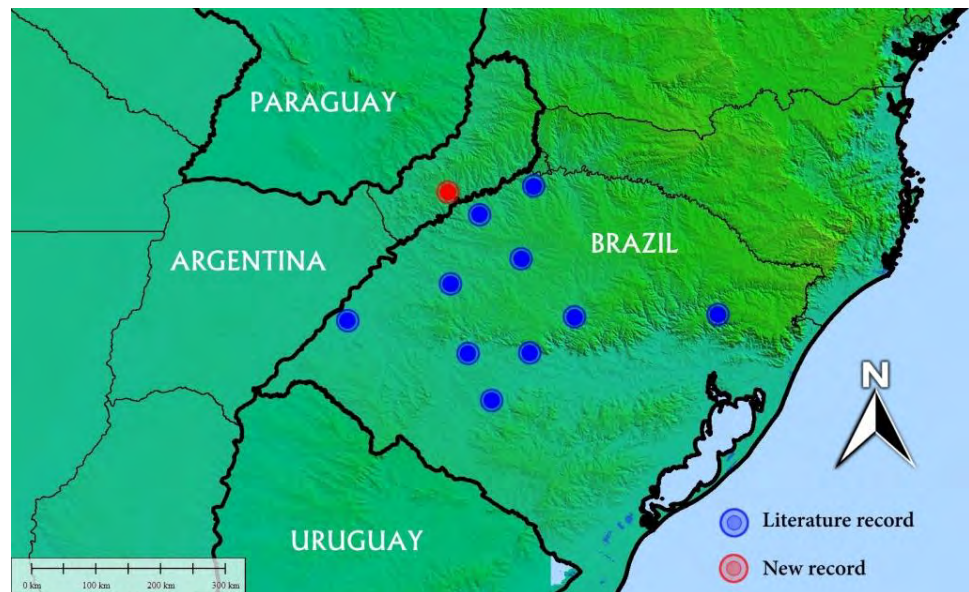 PARAGUAY
BRAZIL
ARGENTINA
N
Literature record
URUGUAY
New record
0 km 100 km 200 km 300 km